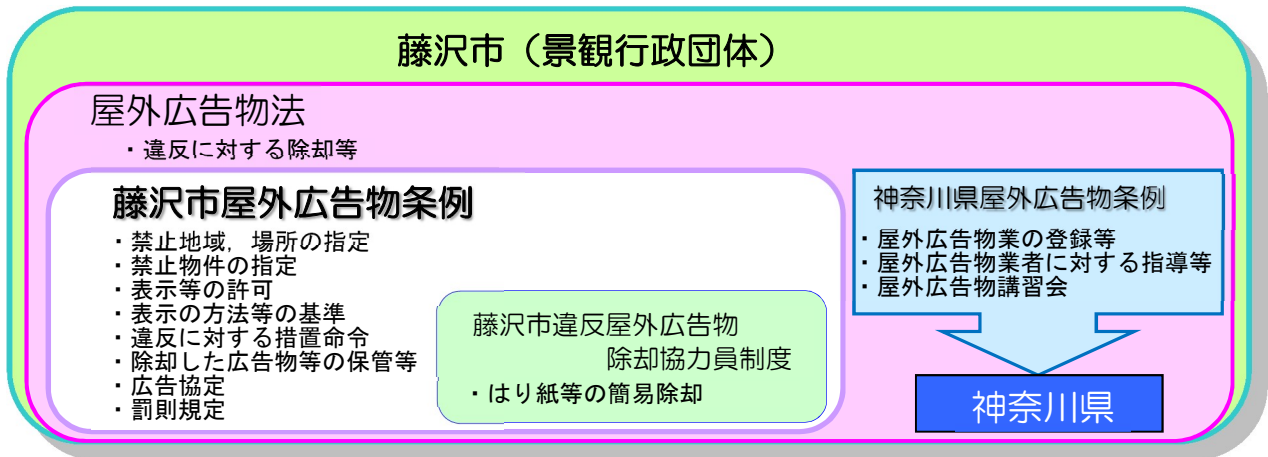 藤沢市（景観行政団体）
屋外広告物法
・違反に対する除却等
藤沢市屋外広告物条例
・禁止地域，場所の指定
・禁止物件の指定
・表示等の許可
・表示の方法等の基準
・違反に対する措置命令
・除却した広告物等の保管等
・広告協定
・罰則規定
藤沢市違反屋外広告物
除却協力員制度
・はり紙等の簡易除却
神奈川県屋外広告物条例
・屋外広告物業の登録等
・屋外広告物業者に対する指導等
・屋外広告物講習会
神奈川県